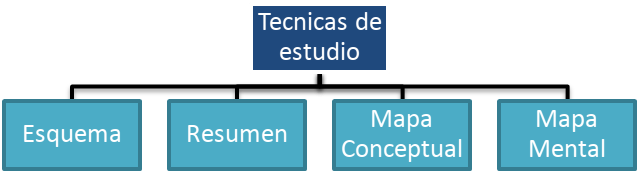 Tecnicas de
estudio
Esquema
Resumen
Mapa
Conceptual
Mapa
Mental